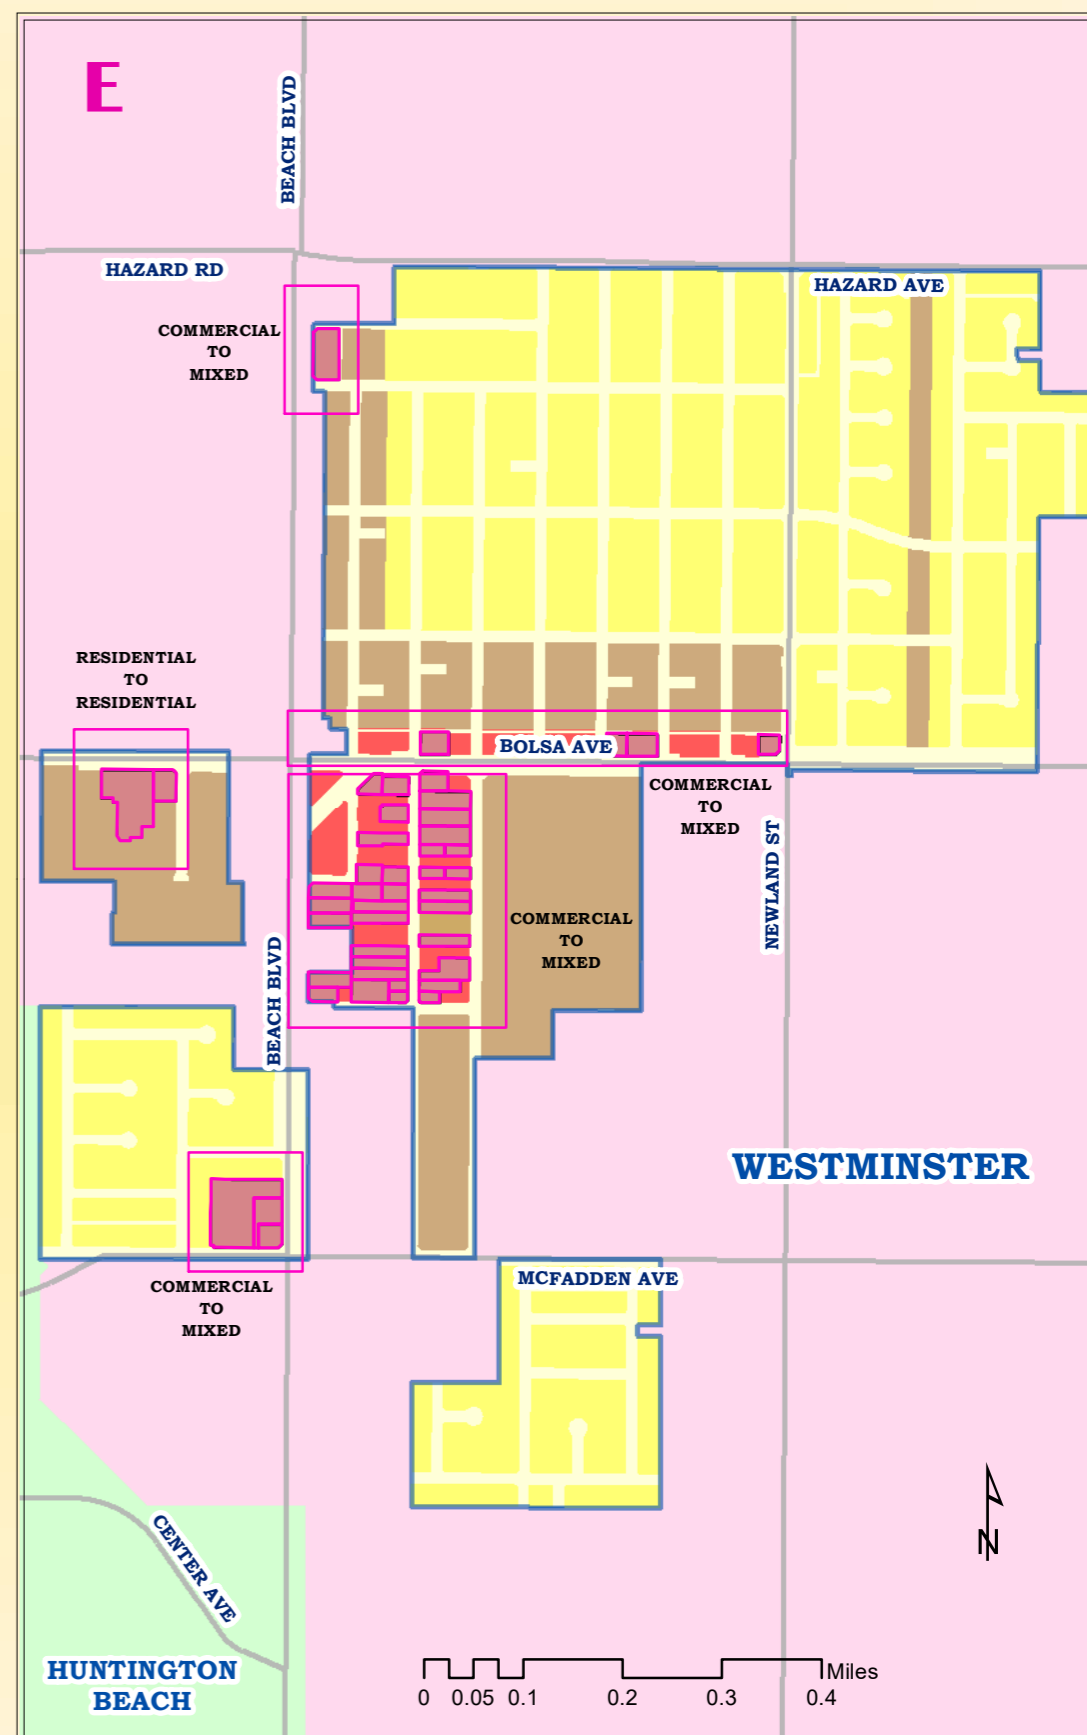 E
BEACH BLVD
HAZARD RD
HAZARD AVE
COMMERCIAL
TO
MIXED
RESIDENTIAL
TO
RESIDENTIAL
BOLSA AVE
COMMERCIAL
TO
MIXED
NEWLAND ST
COMMERCIAL
TO
MIXED
BEACH BLVD
WESTMINSTER
MCFADDEN AVE
COMMERCIAL
TO
MIXED
CENTER AVE
N
HUNTINGTON
BEACH
Miles
0 0.05 0.1 0.2 0.3 0.4